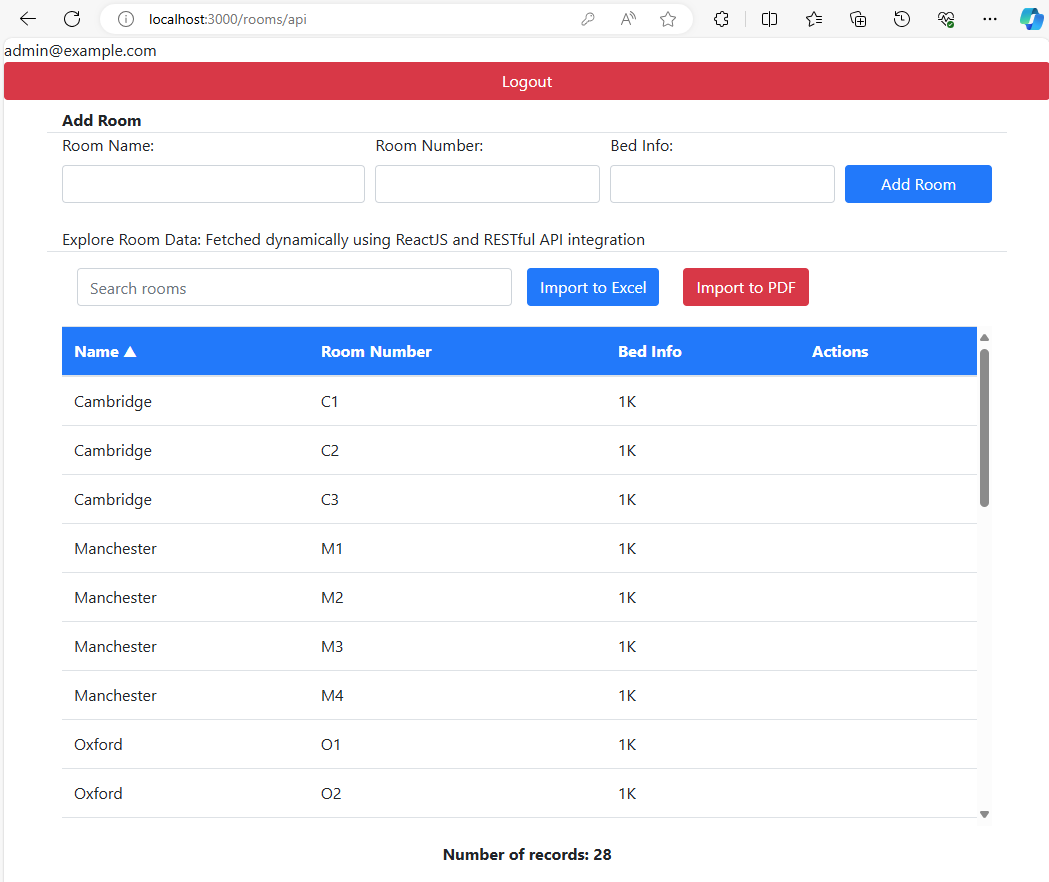 localhost:3000/rooms/api
admin@example.com
Logout
Add Room
Room Name: Room Number: Bed Info:
Add Room
Explore Room Data: Fetched dynamically using ReactJS and RESTful API integration
Search rooms Import to Excel Import to PDF
Name ▲ Room Number Bed Info Actions
Cambridge C1 1K
Cambridge C2 1K
Cambridge C3 1K
Manchester M1 1K
Manchester M2 1K
Manchester M3 1K
Manchester M4 1K
Oxford O1 1K
Oxford O2 1K
Number of records: 28